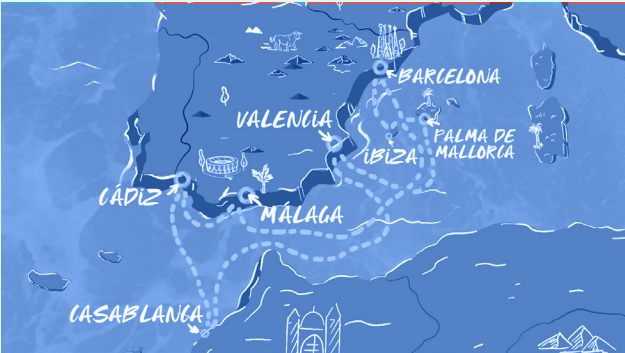 BARCELONA
VALENCIA
PALMA DE
MALLORCA
IBIZA
CÁDIZ
MÁLAGA
CASABLANCA